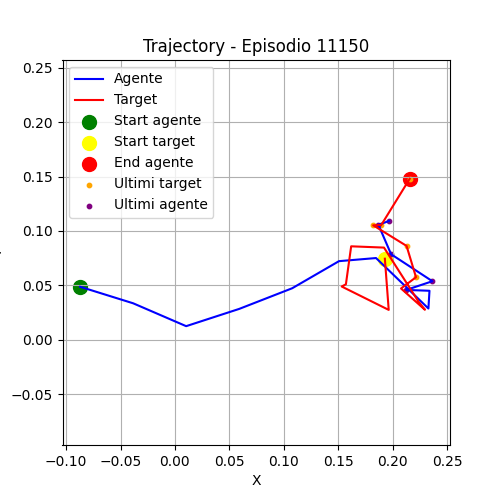 Trajectory - Episodio 11150
0.25
0.20
0.15
0.10
0.05
0.00
−0.05
Agente
Target
Start agente
Start target
End agente
Ultimi target
Ultimi agente
−0.10
−0.05
0.00
0.05
0.10
0.15
0.20
0.25
X